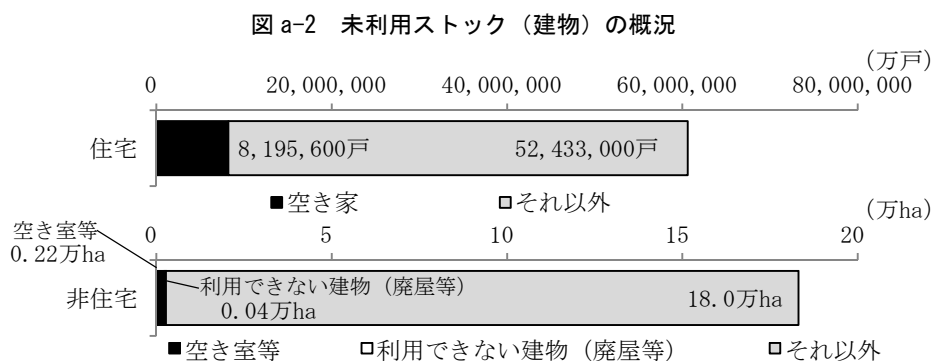 図 a-2　未利用ストック（建物）の概況
（万戸）
0　20,000,000　40,000,000　60,000,000　80,000,000
住宅　8,195,600戸　52,433,000戸
■空き家　□それ以外
（万ha）
0　5　10　15　20
空き室等
0.22万ha
利用できない建物（廃屋等）
非住宅　0.04万ha　18.0万ha
■空き室等　□利用できない建物（廃屋等）　□それ以外